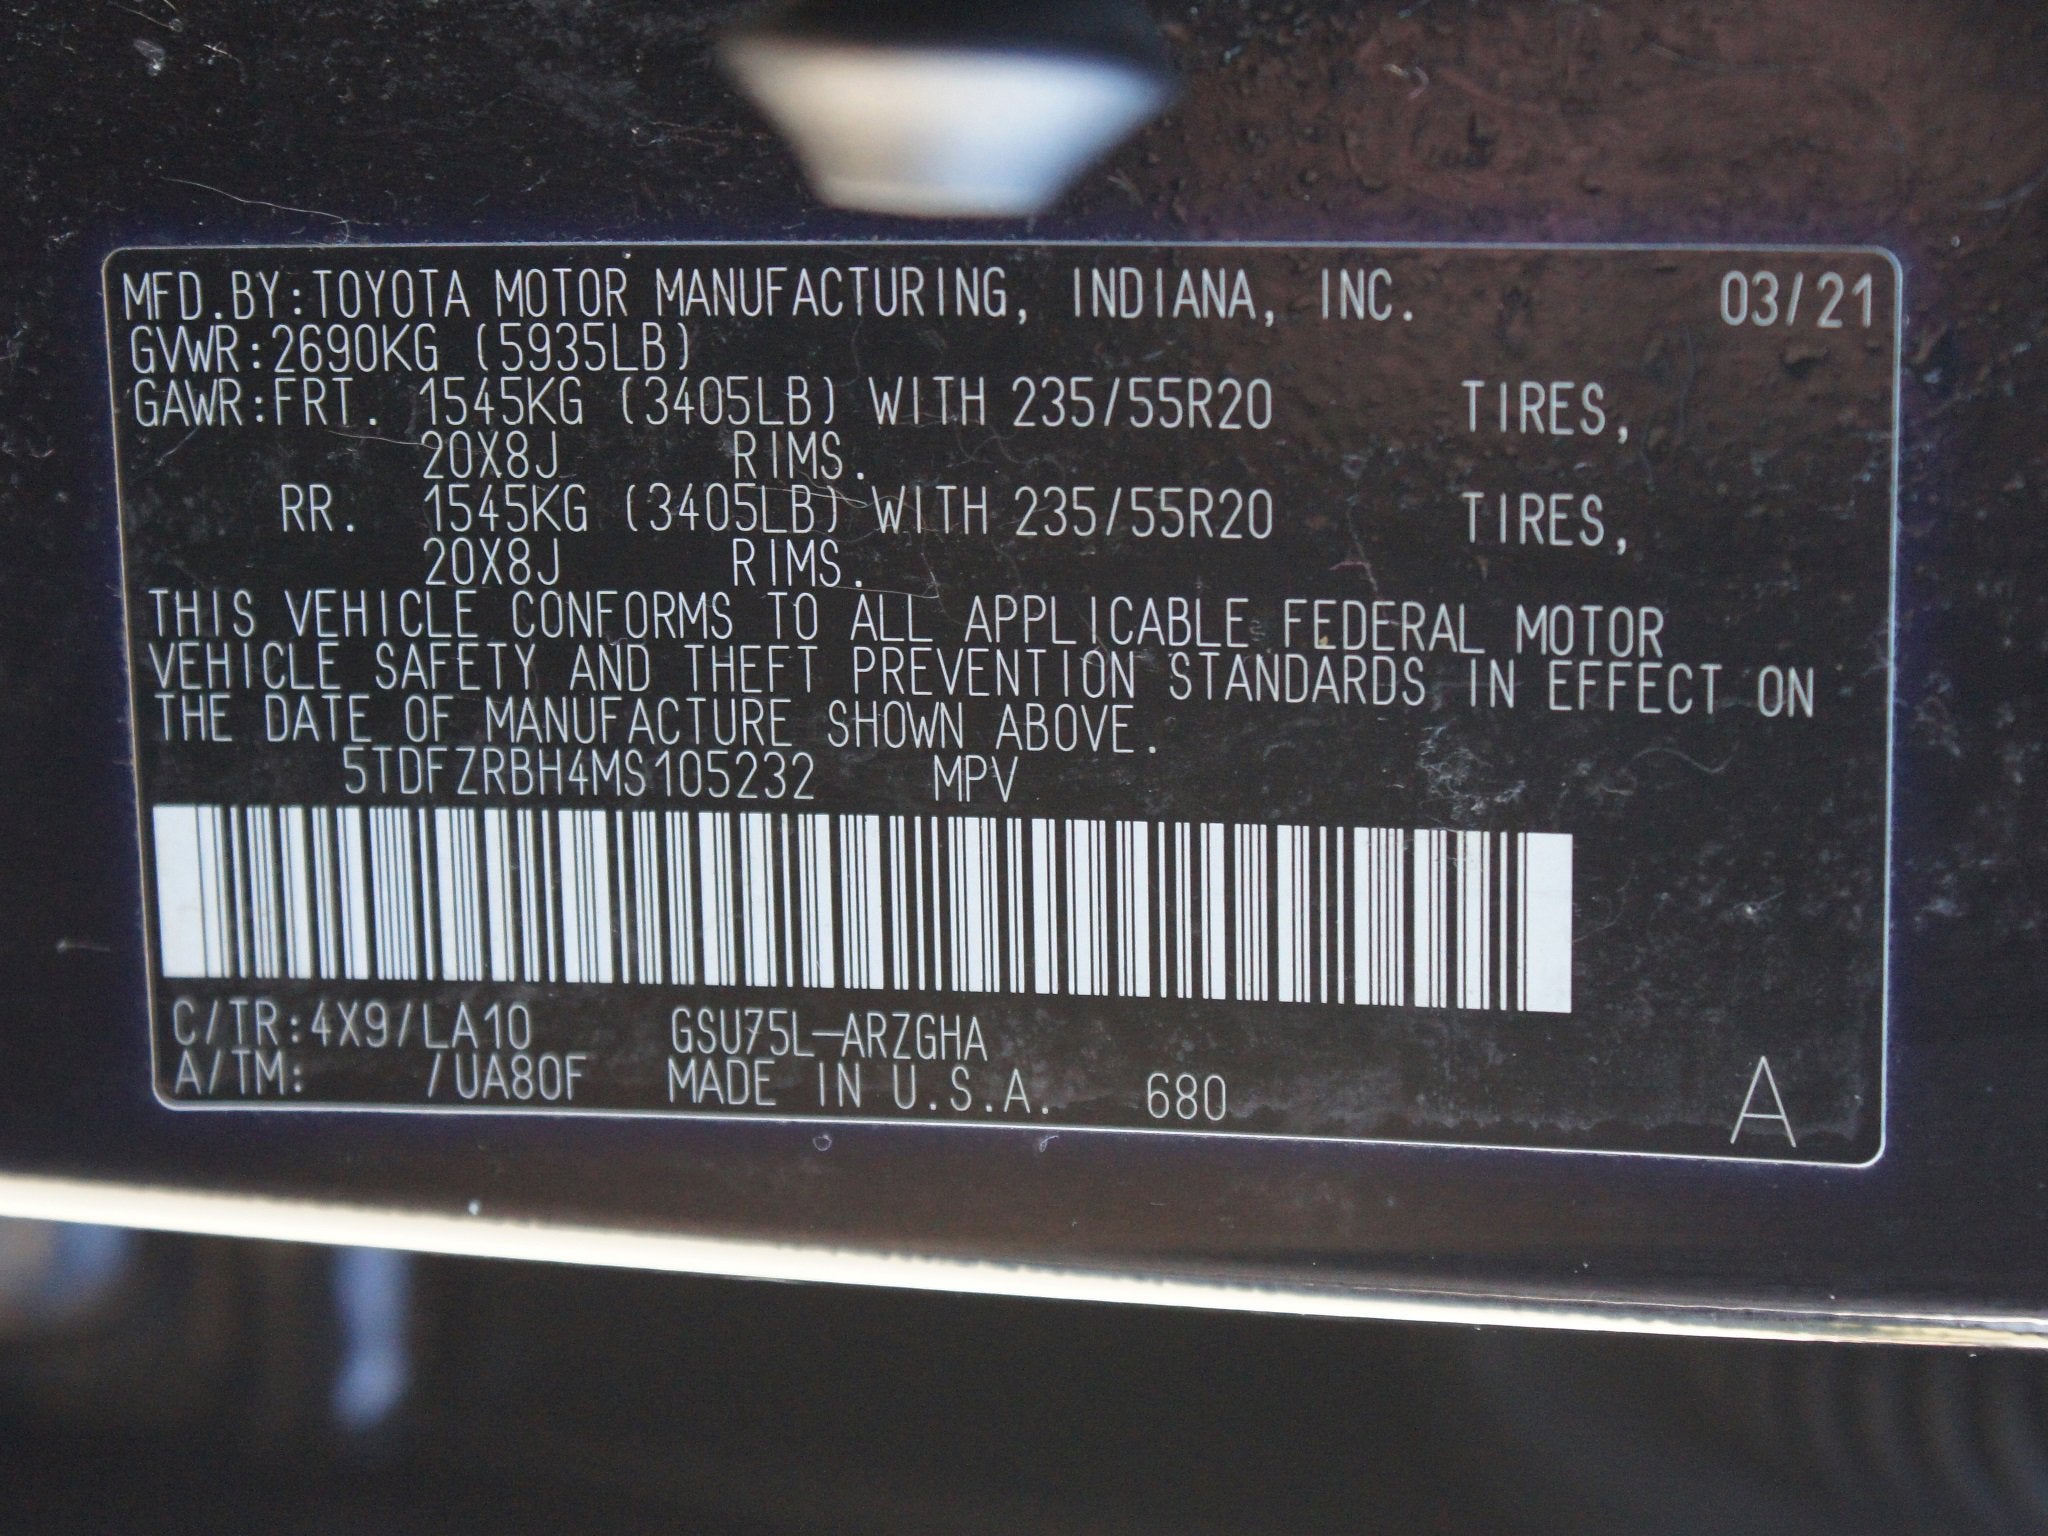 MFD.BY:TOYOTA MOTOR MANUFACTURING, INDIANA, INC. 03/21
GVWR:2690KG (5935LB)
GAWR:FRT. 1545KG (3405LB) WITH 235/55R20 TIRES,
20X8J RIMS.
RR. 1545KG (3405LB) WITH 235/55R20 TIRES,
20X8J RIMS.
THIS VEHICLE CONFORMS TO ALL APPLICABLE FEDERAL MOTOR
VEHICLE SAFETY AND THEFT PREVENTION STANDARDS IN EFFECT ON
THE DATE OF MANUFACTURE SHOWN ABOVE.
5TDFZRBH4MS105232 MPV
C/TR:4X9/LA10 GSU75L-ARZGHA
A/TM: /UA80F MADE IN U.S.A. 680 A